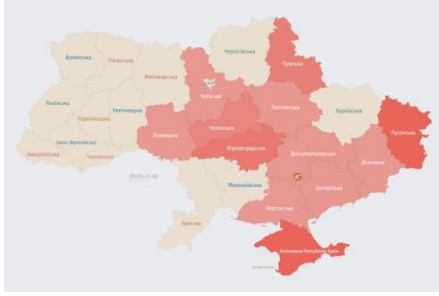 Чернігівська
Сумська
Волинська
Рівненська
Житомирська
Київська
Львівська
Хмельницька
Тернопільська
Полтавська
Харківська
Івано-Франківська
Закарпатська
Чернівецька
Вінницька
Черкаська
Кіровоградська
Дніпропетровська
Луганська
Донецька
alerts.in.ua
Миколаївська
Запорізька
Одеська
Херсонська
Автономна Республіка Крим